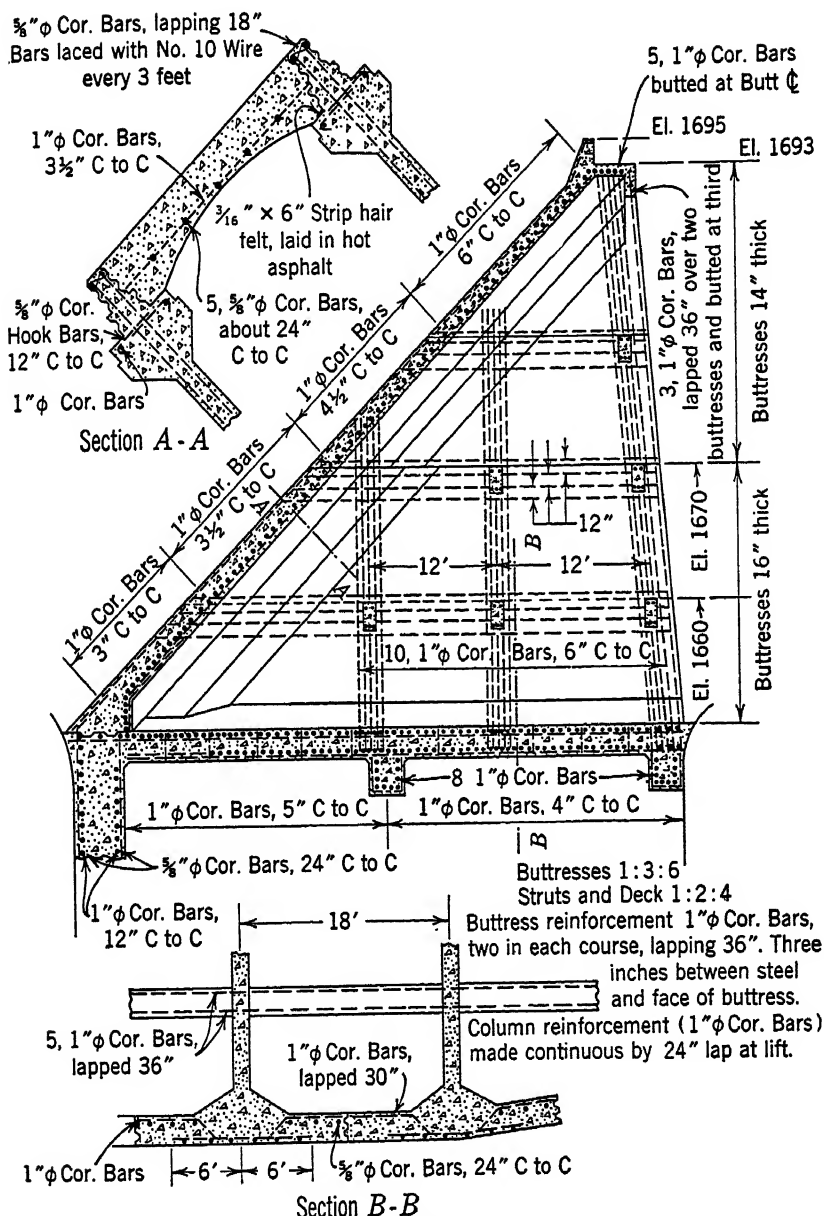 ⅝"φ Cor. Bars, lapping 18"
Bars laced with No. 10 Wire
every 3 feet
1"φ Cor. Bars,
3½" C to C
3/16" × 6" Strip hair
felt, laid in hot
asphalt
⅝"φ Cor.
Hook Bars,
12" C to C
5, ⅝"φ Cor. Bars,
about 24"
C to C
1"φ Cor. Bars
Section A-A
5, 1"φ Cor. Bars
butted at Butt ℄
El. 1695
El. 1693
1"φ Cor. Bars
6" C to C
1"φ Cor. Bars
4½" C to C
1"φ Cor. Bars
3½" C to C
1"φ Cor. Bars
3" C to C
3, 1"φ Cor. Bars,
lapped 36" over two
buttresses and butted at third
Buttresses 14" thick
El. 1670
Buttresses 16" thick
El. 1660
A
A
B
12"
12'
12'
10, 1"φ Cor. Bars, 6" C to C
8 1"φ Cor. Bars
1"φ Cor. Bars, 5" C to C
1"φ Cor. Bars, 4" C to C
⅝"φ Cor. Bars, 24" C to C
B
1"φ Cor. Bars,
12" C to C
Buttresses 1:3:6
Struts and Deck 1:2:4
Buttress reinforcement 1"φ Cor. Bars,
two in each course, lapping 36". Three
inches between steel
and face of buttress.
Column reinforcement (1"φ Cor. Bars)
made continuous by 24" lap at lift.
18'
5, 1"φ Cor. Bars,
lapped 36"
1"φ Cor. Bars,
lapped 30"
1"φ Cor. Bars
6'
6'
⅝"φ Cor. Bars, 24" C to C
Section B-B